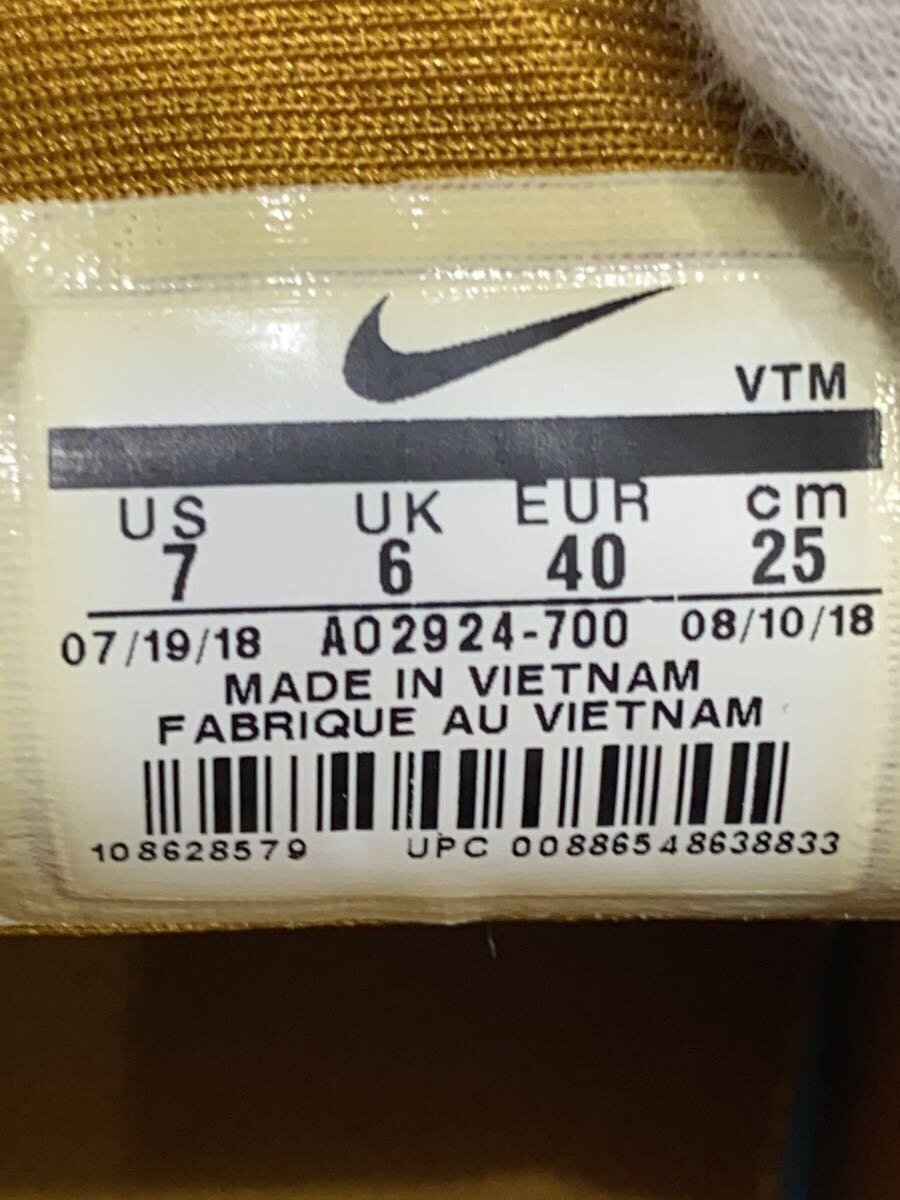 VTM
US UK EUR cm
7 6 40 25
07/19/18 AO2924-700 08/10/18
MADE IN VIETNAM
FABRIQUE AU VIETNAM
108628579 UPC 00886548638833